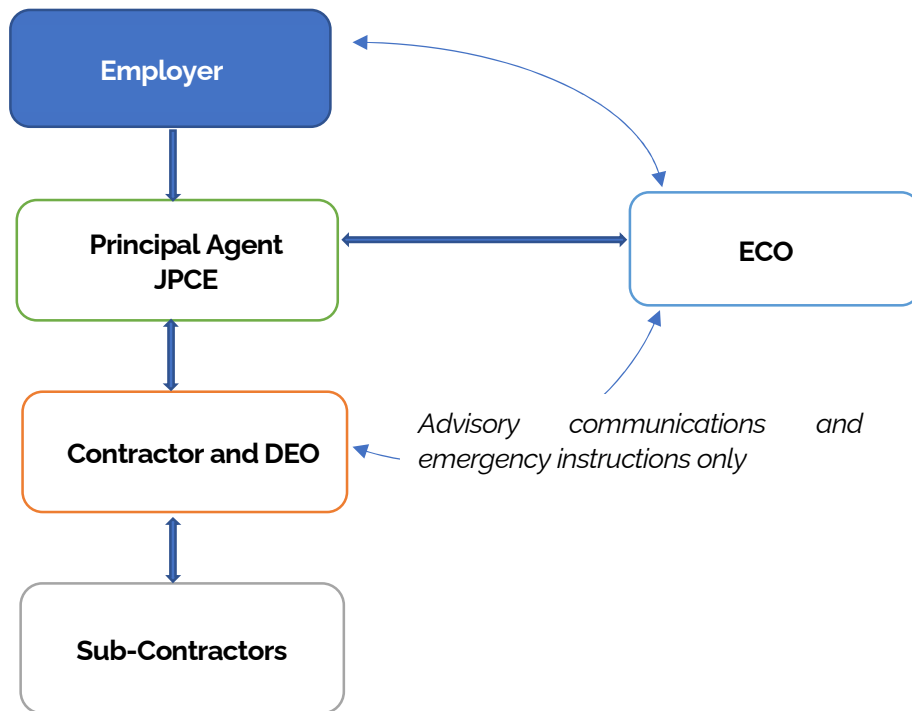 Employer
Principal Agent
JPCE
ECO
Contractor and DEO
Advisory communications and
emergency instructions only
Sub-Contractors